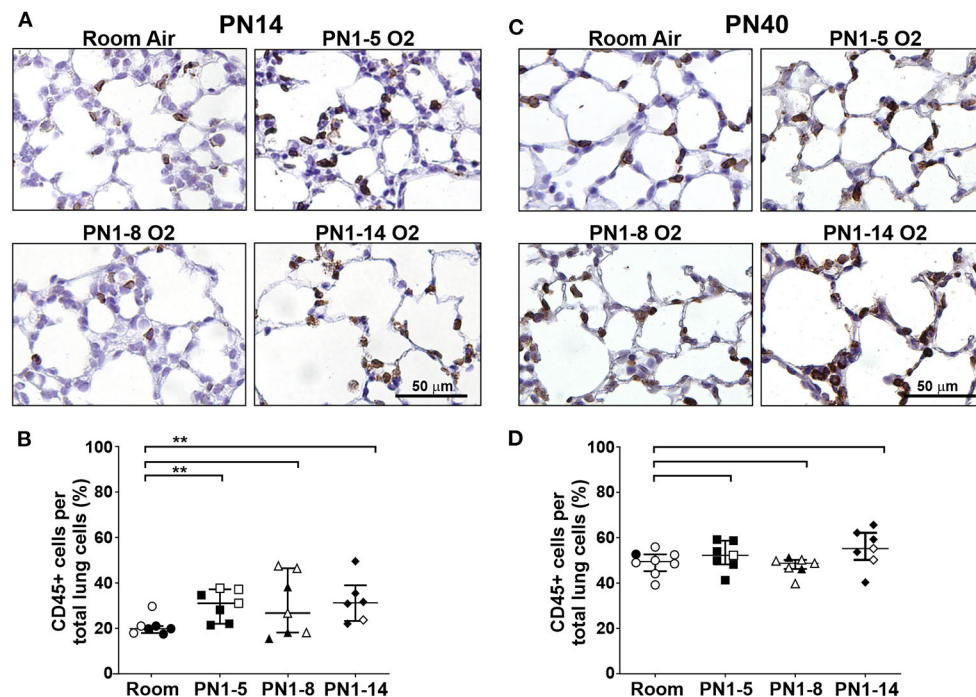 A
PN14
Room Air
PN1-5 O2
PN1-8 O2
PN1-14 O2
50 μm
B
CD45+ cells per
total lung cells (%)
100
80
60
40
20
0
**
**
Room
PN1-5
PN1-8
PN1-14
C
PN40
Room Air
PN1-5 O2
PN1-8 O2
PN1-14 O2
50 μm
D
CD45+ cells per
total lung cells (%)
100
80
60
40
20
0
Room
PN1-5
PN1-8
PN1-14